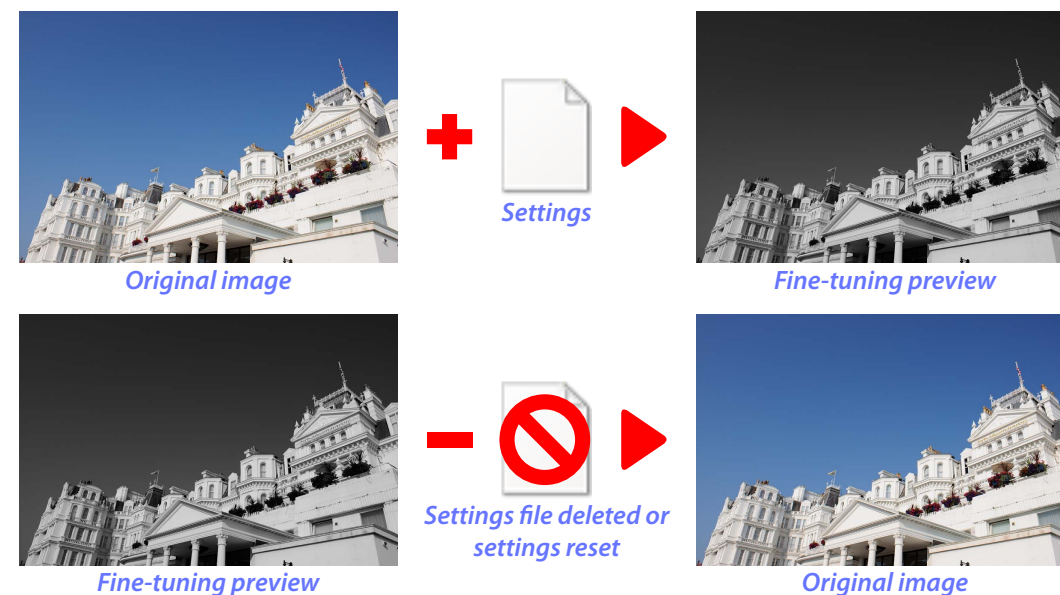 Settings
Original image
Fine-tuning preview
Settings file deleted or
settings reset
Fine-tuning preview
Original image